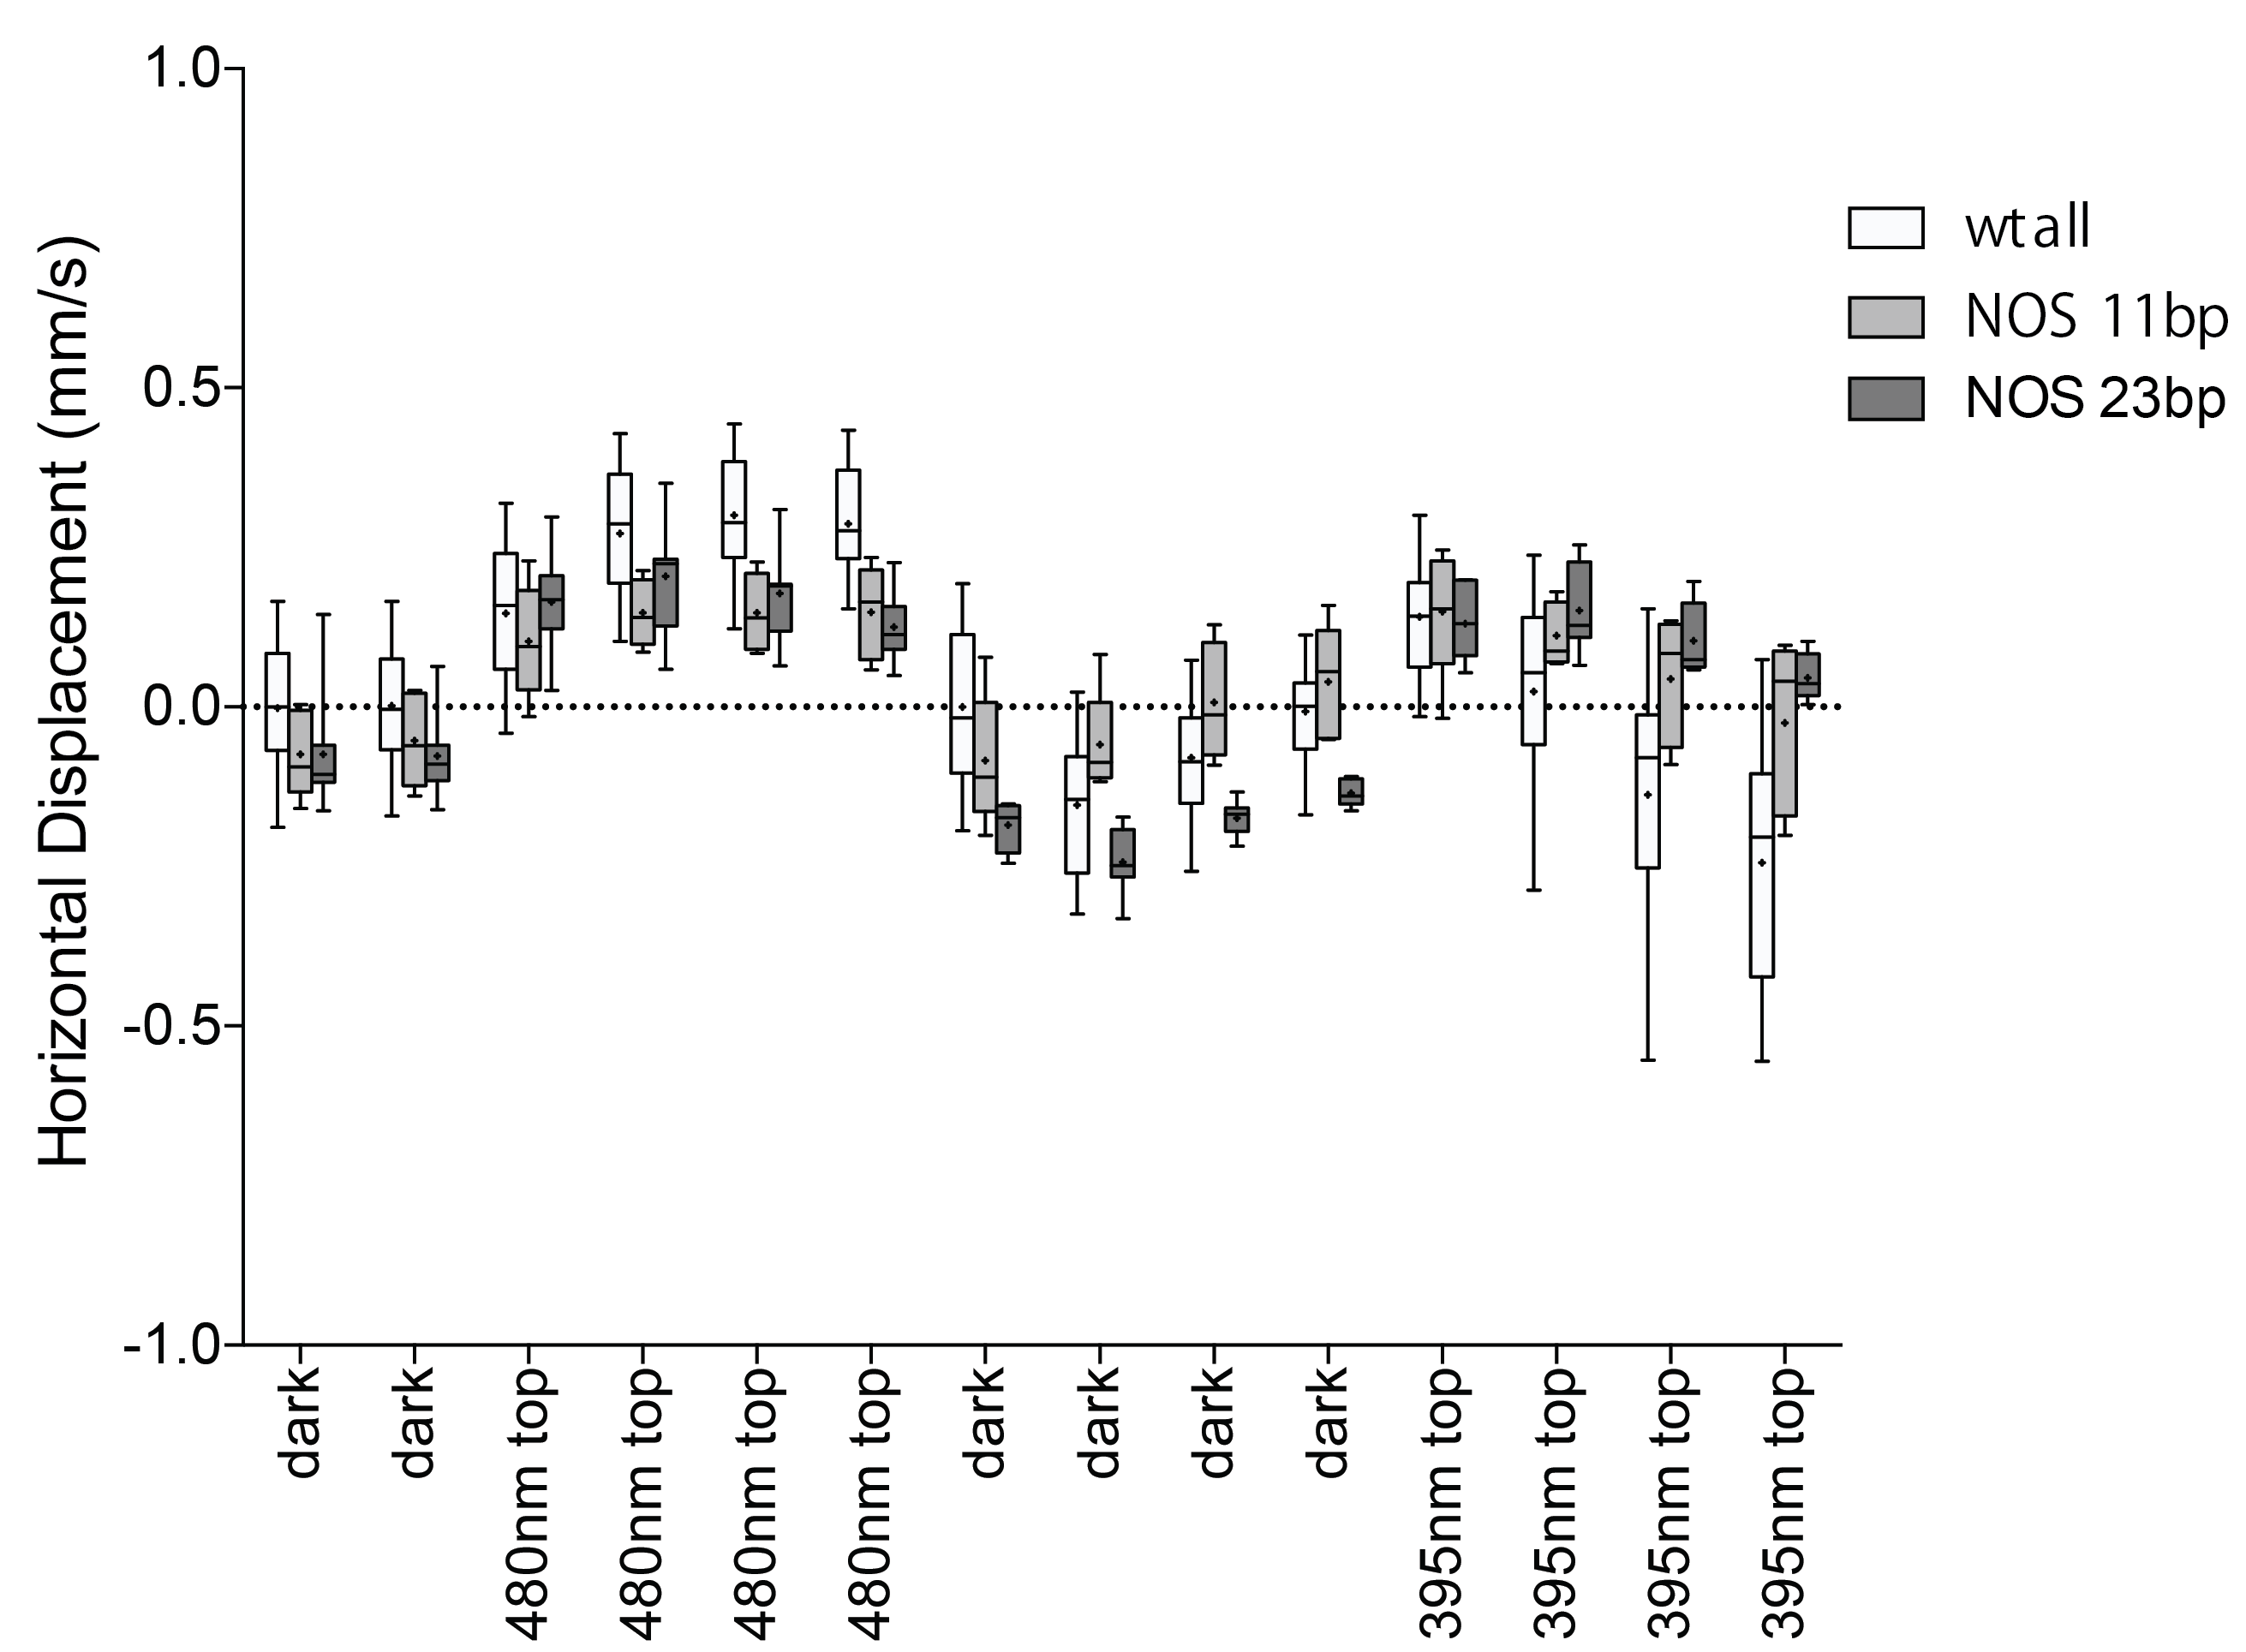 Horizontal Displacement (mm/s)
1.0
0.5
0.0
-0.5
-1.0
wt all
NOS 11bp
NOS 23bp
dark
dark
480nm top
480nm top
480nm top
480nm top
dark
dark
dark
dark
395nm top
395nm top
395nm top
395nm top